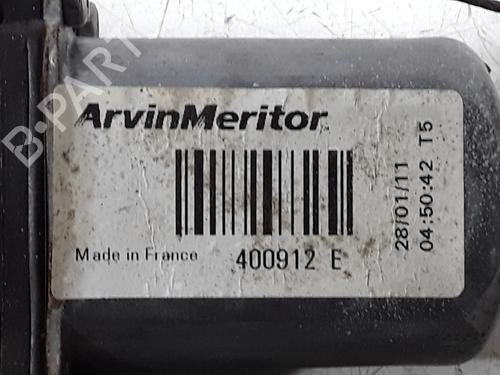 B-PARTS
ArvinMeritor
Made in France
400912 E
28/01/11
04:50:42 T5